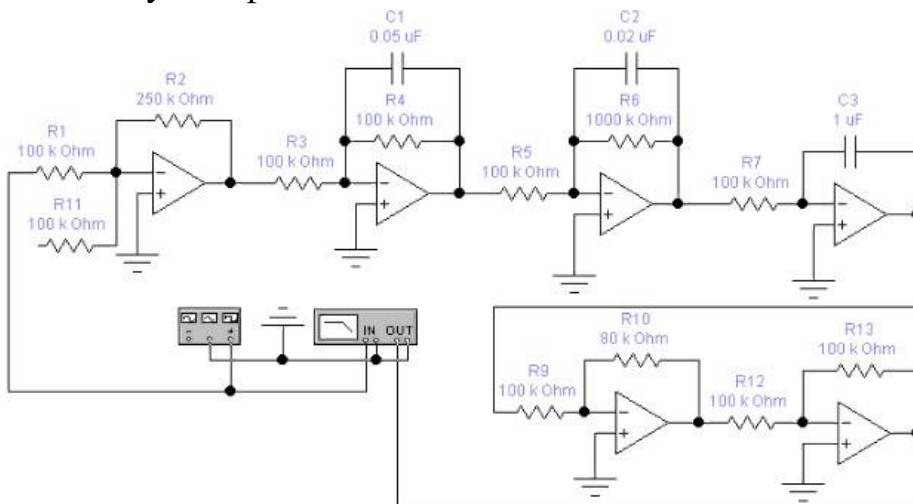 C1
0.05 uF
C2
0.02 uF
R2
250 k Ohm
R4
100 k Ohm
R6
1000 k Ohm
C3
1 uF
R1
100 k Ohm
R3
100 k Ohm
R5
100 k Ohm
R7
100 k Ohm
R11
100 k Ohm
IN OUT
R10
80 k Ohm
R13
100 k Ohm
R9
100 k Ohm
R12
100 k Ohm